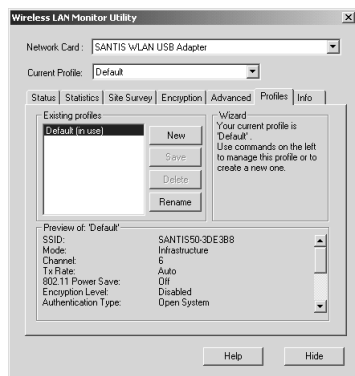 Wireless LAN Monitor Utility
Network Card : SANTIS WLAN USB Adapter
Current Profile: Default
Status Statistics Site Survey Encryption Advanced Profiles Info
Existing profiles
Default (in use)
New
Save
Delete
Rename
Wizard
Your current profile is
'Default'.
Use commands on the left
to manage this profile or to
create a new one.
Preview of: 'Default'
SSID: SANTIS50-3DE3B8
Mode: Infrastructure
Channel: 6
Tx Rate: Auto
802.11 Power Save: Off
Encryption Level: Disabled
Authentication Type: Open System
Help Hide